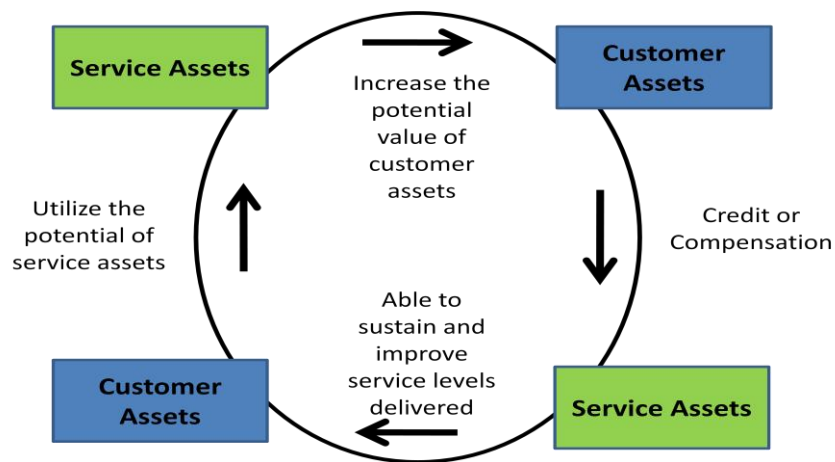 Service Assets
Customer
Assets
Increase the
potential
value of
customer
assets
Utilize the
potential of
service assets
Credit or
Compensation
Able to
sustain and
improve
service levels
delivered
Customer
Assets
Service Assets